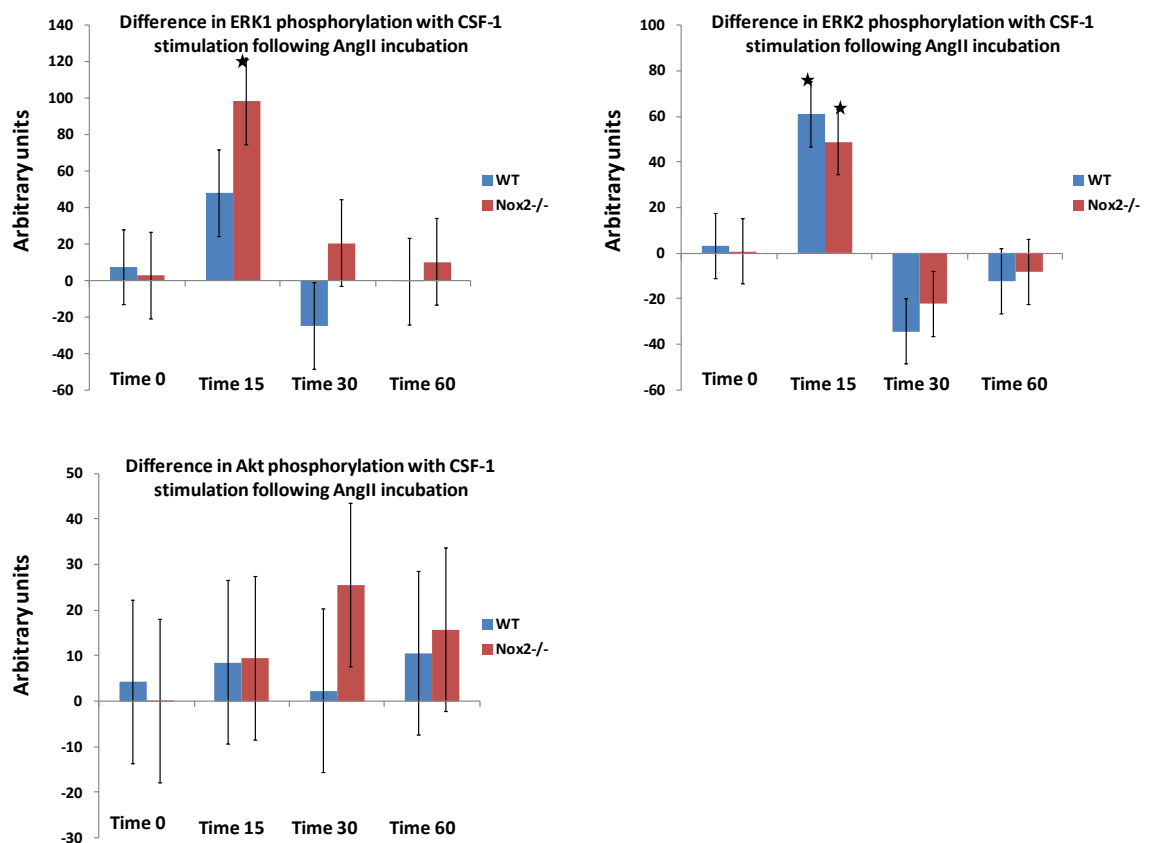 Difference in ERK1 phosphorylation with CSF-1
stimulation following AngII incubation
Arbitrary units
140
120
100
80
60
40
20
0
-20
-40
-60
Time 0
Time 15
Time 30
Time 60
WT
Nox2-/-
Difference in ERK2 phosphorylation with CSF-1
stimulation following AngII incubation
Arbitrary units
100
80
60
40
20
0
-20
-40
-60
Time 0
Time 15
Time 30
Time 60
WT
Nox2-/-
Difference in Akt phosphorylation with CSF-1
stimulation following AngII incubation
Arbitrary units
50
40
30
20
10
0
-10
-20
-30
Time 0
Time 15
Time 30
Time 60
WT
Nox2-/-